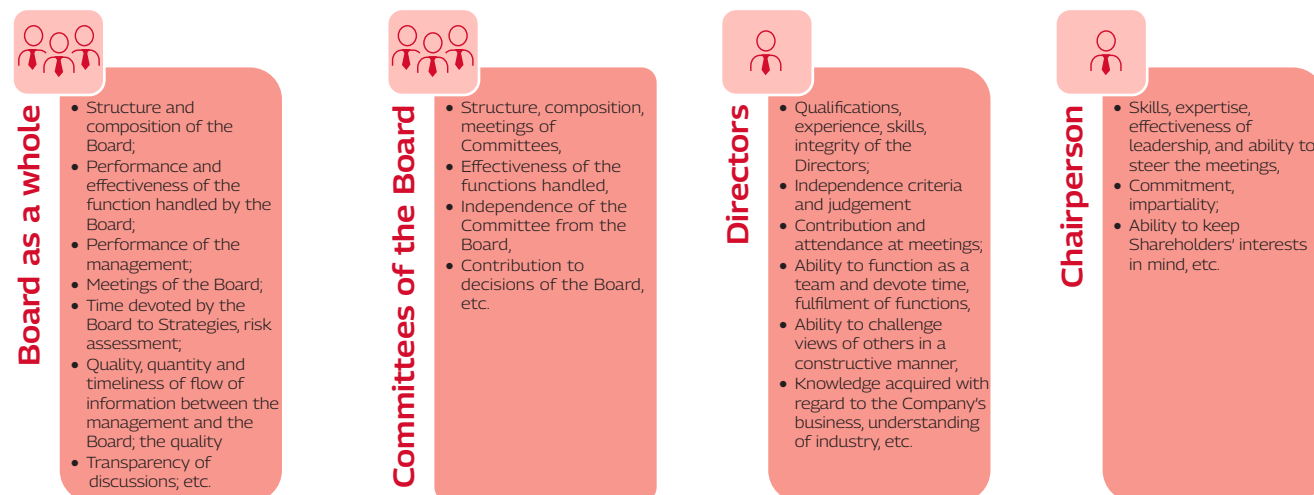 Board as a whole
• Structure and
composition of the
Board;
• Performance and
effectiveness of the
function handled by the
Board;
• Performance of the
management;
• Meetings of the Board;
• Time devoted by the
Board to Strategies, risk
assessment;
• Quality, quantity and
timeliness of flow of
information between the
management and the
Board; the quality
• Transparency of
discussions; etc.
Committees of the Board
• Structure, composition,
meetings of
Committees,
• Effectiveness of the
functions handled,
• Independence of the
Committee from the
Board,
• Contribution to
decisions of the Board,
etc.
Directors
• Qualifications,
experience, skills,
integrity of the
Directors;
• Independence criteria
and judgement
• Contribution and
attendance at meetings;
• Ability to function as a
team and devote time,
fulfilment of functions,
• Ability to challenge
views of others in a
constructive manner,
• Knowledge acquired with
regard to the Company's
business, understanding
of industry, etc.
Chairperson
• Skills, expertise,
effectiveness of
leadership, and ability to
steer the meetings,
• Commitment,
impartiality;
• Ability to keep
Shareholders' interests
in mind, etc.